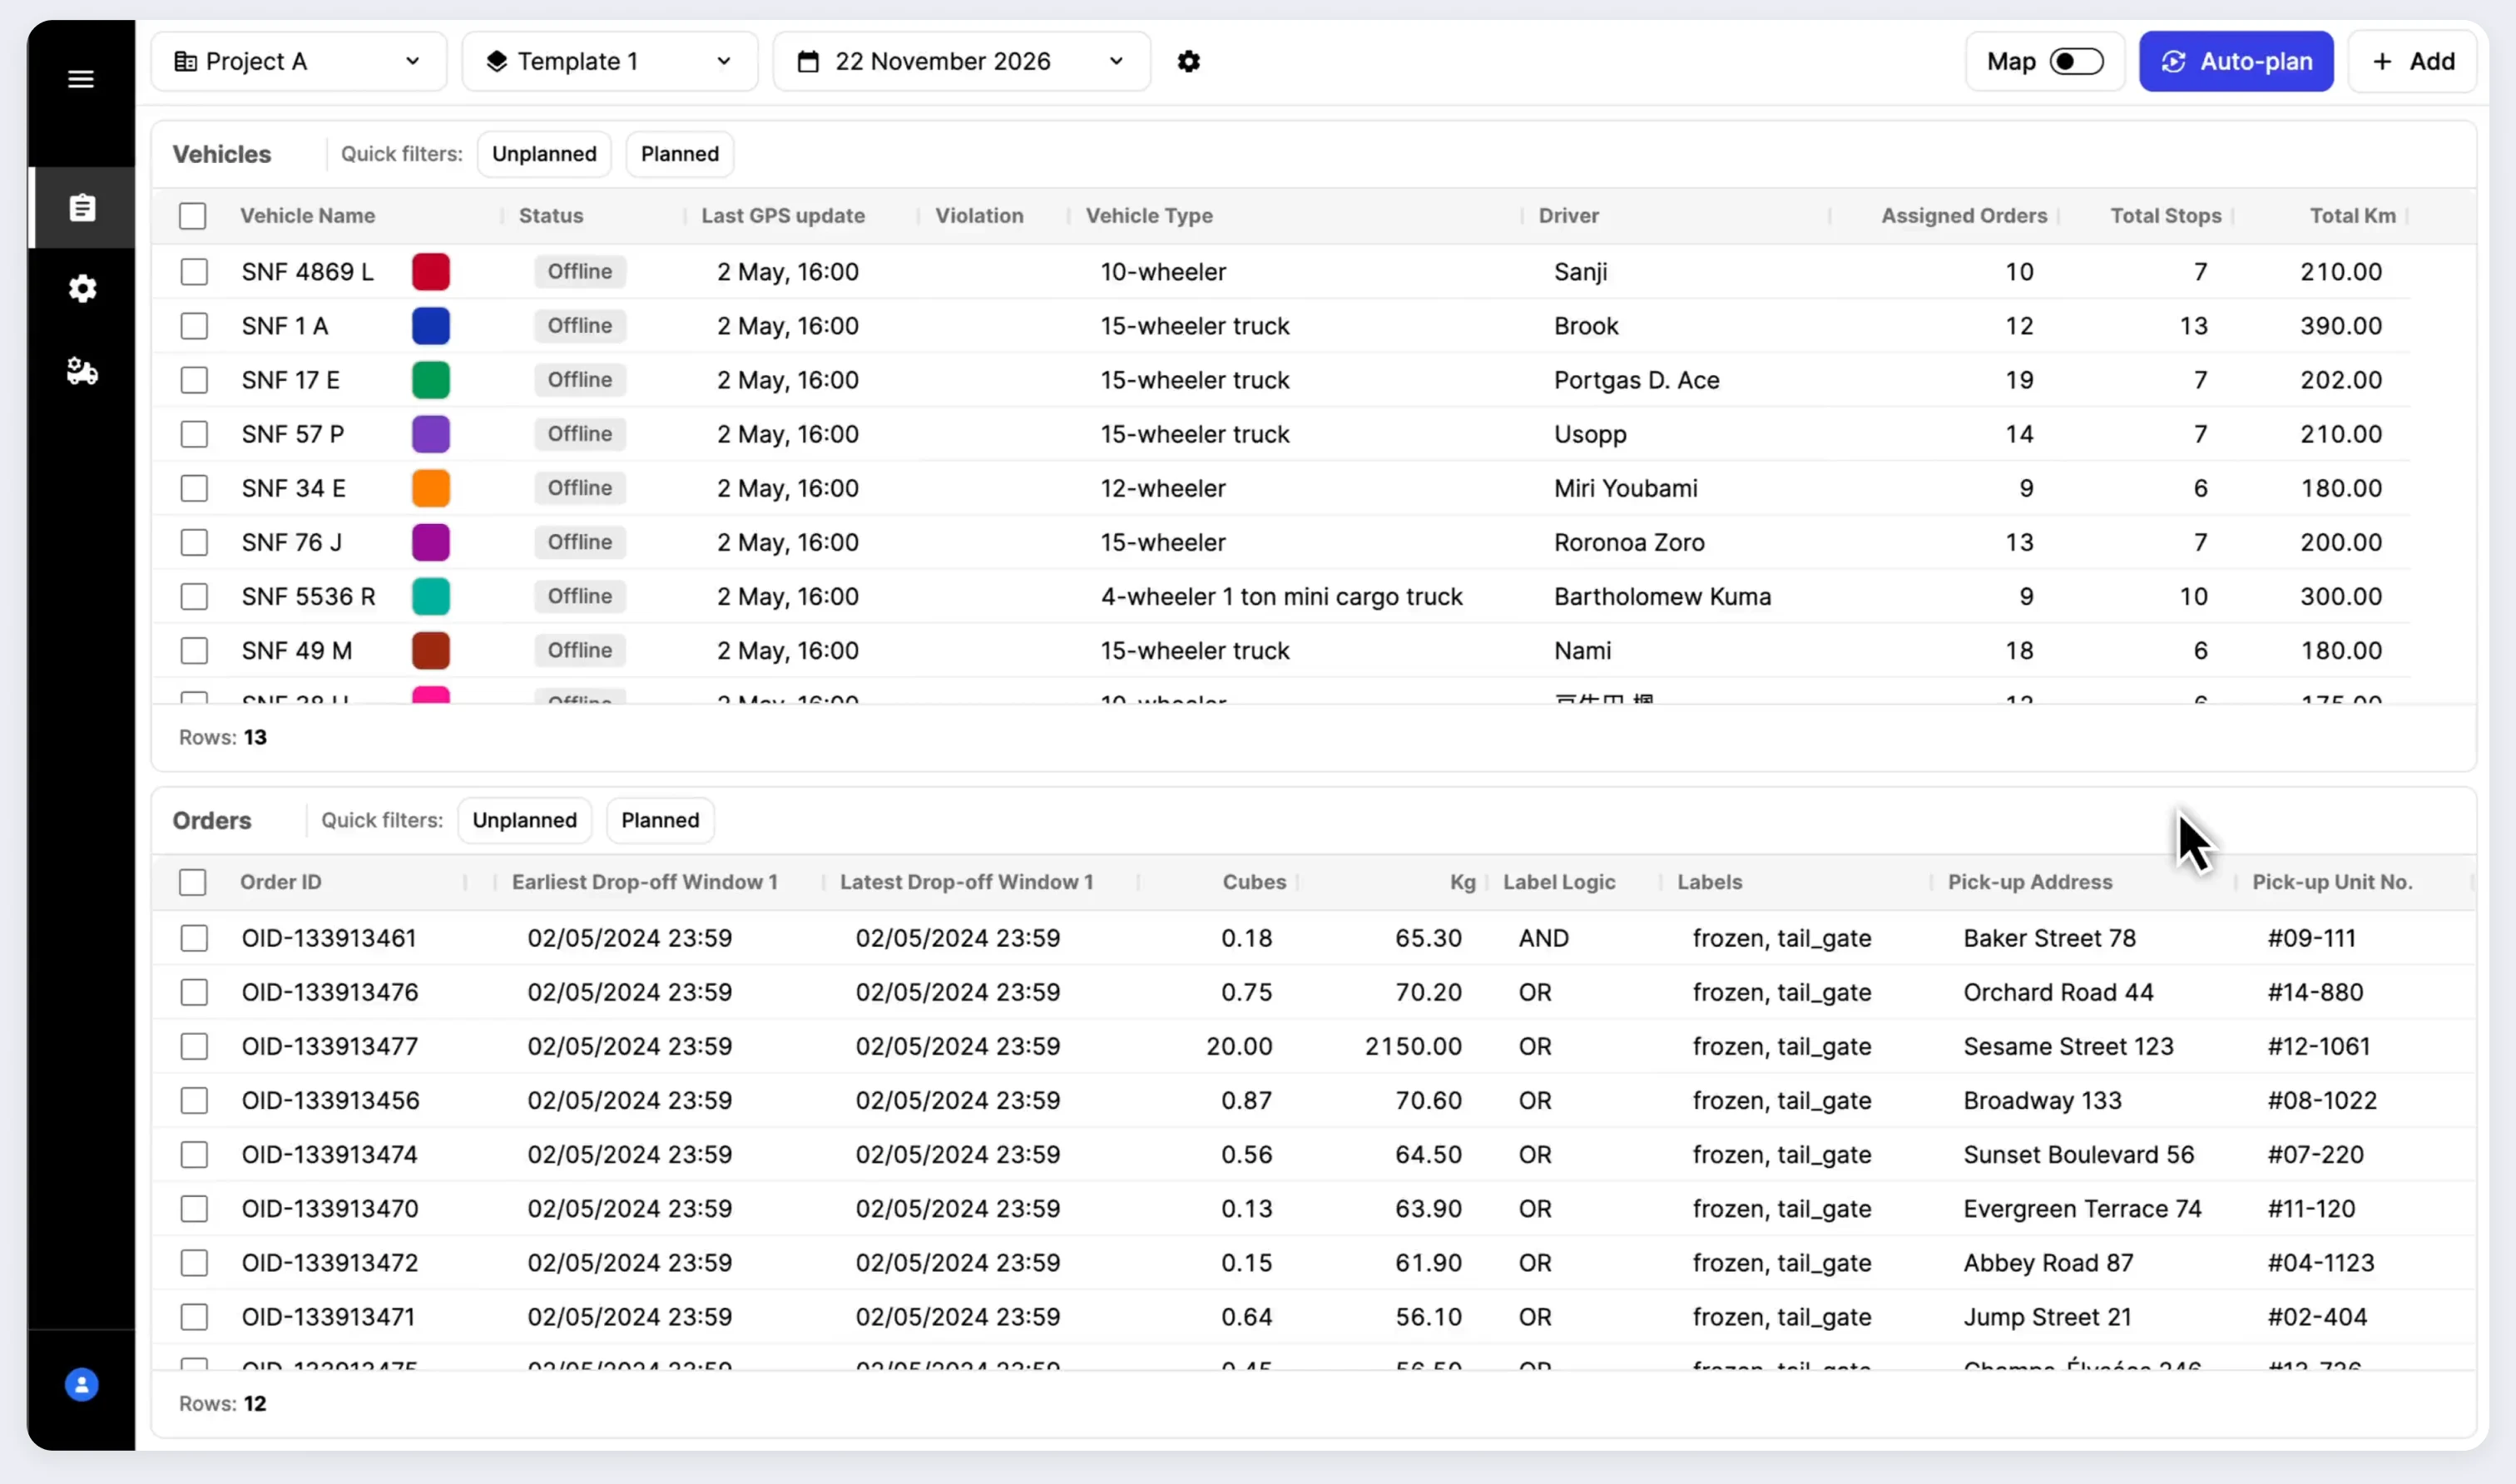 Project A Template 1 22 November 2026 Map Auto-plan + Add
Vehicles Quick filters: Unplanned Planned
Vehicle Name Status Last GPS update Violation Vehicle Type Driver Assigned Orders Total Stops Total Km
SNF 4869 L Offline 2 May, 16:00 10-wheeler Sanji 10 7 210.00
SNF 1 A Offline 2 May, 16:00 15-wheeler truck Brook 12 13 390.00
SNF 17 E Offline 2 May, 16:00 15-wheeler truck Portgas D. Ace 19 7 202.00
SNF 57 P Offline 2 May, 16:00 15-wheeler truck Usopp 14 7 210.00
SNF 34 E Offline 2 May, 16:00 12-wheeler Miri Youbami 9 6 180.00
SNF 76 J Offline 2 May, 16:00 15-wheeler Roronoa Zoro 13 7 200.00
SNF 5536 R Offline 2 May, 16:00 4-wheeler 1 ton mini cargo truck Bartholomew Kuma 9 10 300.00
SNF 49 M Offline 2 May, 16:00 15-wheeler truck Nami 18 6 180.00
Offline 2 May, 16:00
Rows: 13
Orders Quick filters: Unplanned Planned
Order ID Earliest Drop-off Window 1 Latest Drop-off Window 1 Cubes Kg Label Logic Labels Pick-up Address Pick-up Unit No.
OID-133913461 02/05/2024 23:59 02/05/2024 23:59 0.18 65.30 AND frozen, tail_gate Baker Street 78 #09-111
OID-133913476 02/05/2024 23:59 02/05/2024 23:59 0.75 70.20 OR frozen, tail_gate Orchard Road 44 #14-880
OID-133913477 02/05/2024 23:59 02/05/2024 23:59 20.00 2150.00 OR frozen, tail_gate Sesame Street 123 #12-1061
OID-133913456 02/05/2024 23:59 02/05/2024 23:59 0.87 70.60 OR frozen, tail_gate Broadway 133 #08-1022
OID-133913474 02/05/2024 23:59 02/05/2024 23:59 0.56 64.50 OR frozen, tail_gate Sunset Boulevard 56 #07-220
OID-133913470 02/05/2024 23:59 02/05/2024 23:59 0.13 63.90 OR frozen, tail_gate Evergreen Terrace 74 #11-120
OID-133913472 02/05/2024 23:59 02/05/2024 23:59 0.15 61.90 OR frozen, tail_gate Abbey Road 87 #04-1123
OID-133913471 02/05/2024 23:59 02/05/2024 23:59 0.64 56.10 OR frozen, tail_gate Jump Street 21 #02-404
02/05/2024 23:59 02/05/2024 23:59 OR frozen, tail_gate
Rows: 12